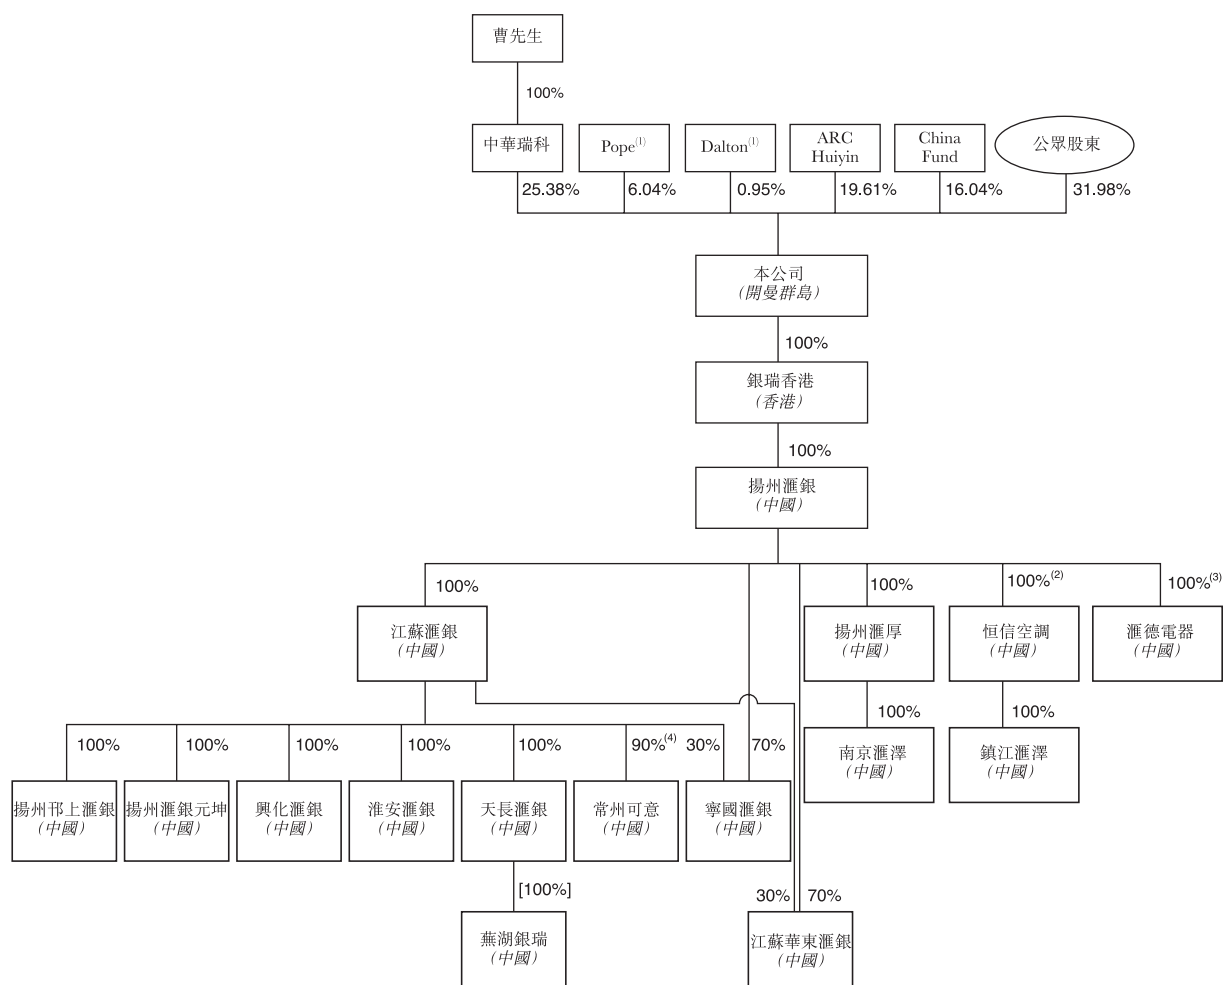 曹先生
100%
中華瑞科
Pope(1)
Dalton(1)
ARC
Huiyin
China
Fund
公眾股東
25.38%
6.04%
0.95%
19.61%
16.04%
31.98%
本公司
(開曼群島)
100%
銀瑞香港
(香港)
100%
揚州滙銀
(中國)
100%
100%
100%(2)
100%(3)
江蘇滙銀
(中國)
揚州滙厚
(中國)
恒信空調
(中國)
滙德電器
(中國)
100%
100%
100%
100%
100%
100%
100%
90%(4)
30%
70%
南京滙澤
(中國)
鎮江滙澤
(中國)
揚州邗上滙銀
(中國)
揚州滙銀元坤
(中國)
興化滙銀
(中國)
淮安滙銀
(中國)
天長滙銀
(中國)
常州可意
(中國)
寧國滙銀
(中國)
[100%]
30%
70%
蕪湖銀瑞
(中國)
江蘇華東滙銀
(中國)